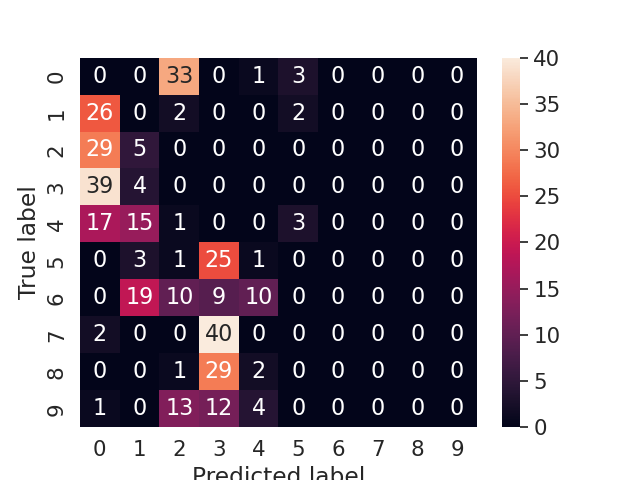 0 0 0 33 0 1 3 0 0 0 0
1 26 0 2 0 0 2 0 0 0 0
2 29 5 0 0 0 0 0 0 0 0
3 39 4 0 0 0 0 0 0 0 0
4 17 15 1 0 0 3 0 0 0 0
5 0 3 1 25 1 0 0 0 0 0
6 0 19 10 9 10 0 0 0 0 0
7 2 0 0 40 0 0 0 0 0 0
8 0 0 1 29 2 0 0 0 0 0
9 1 0 13 12 4 0 0 0 0 0
0 1 2 3 4 5 6 7 8 9
Predicted label
True label
40
35
30
25
20
15
10
5
0